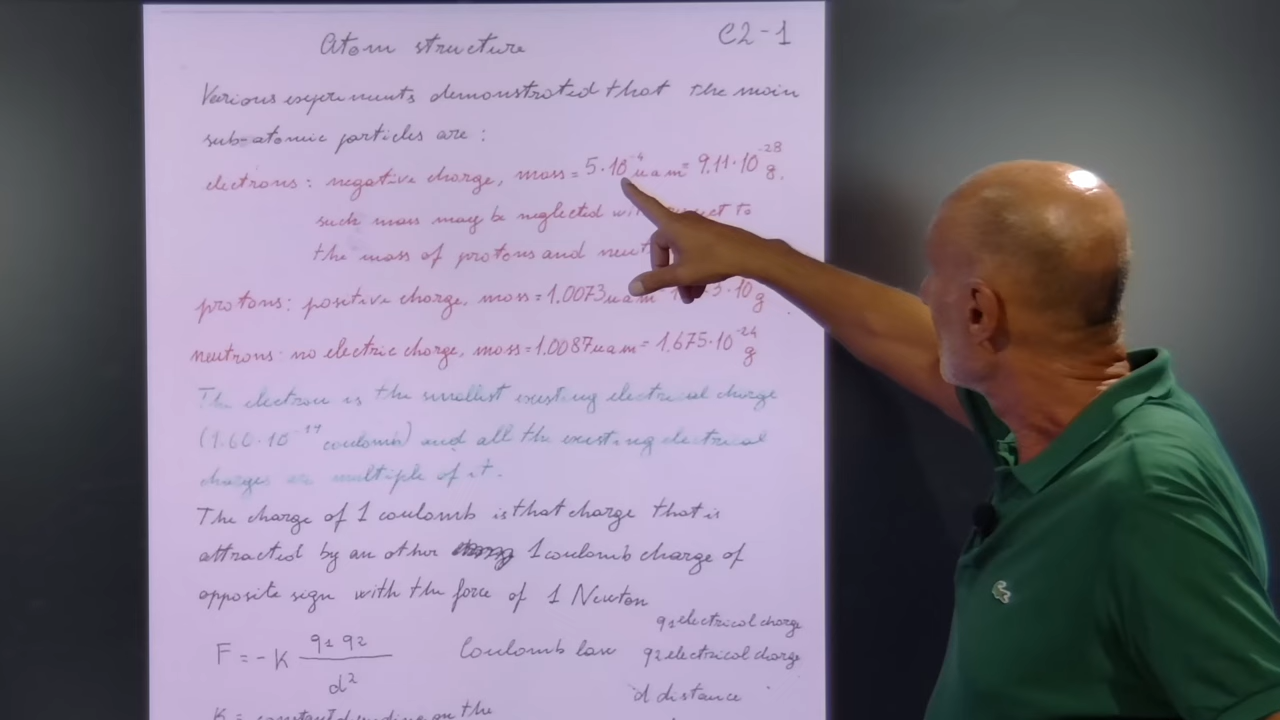 Atom structure
C2-1
Various experiments demonstrated that the main
sub-atomic particles are :
electrons : negative charge, mass = 5·10⁻⁴ u a m = 9.11·10⁻²⁸ g.
such mass may be neglected with respect to
the mass of protons and
protons: positive charge, mass = 1.0073 u a m
neutrons: no electric charge, mass = 1.0087 u a m = 1.675·10⁻²⁴ g
The electron is the smallest existing electrical charge
(1.60·10⁻¹⁹ coulomb) and all the existing electrical
charges are multiple of it.
The charge of 1 coulomb is that charge that is
attracted by an other 1 coulomb charge of
opposite sign with the force of 1 Newton
F = -K q1 q2 / d²
Coulomb law
q1 electrical charge
q2 electrical charge
d distance
K = constant depending on the